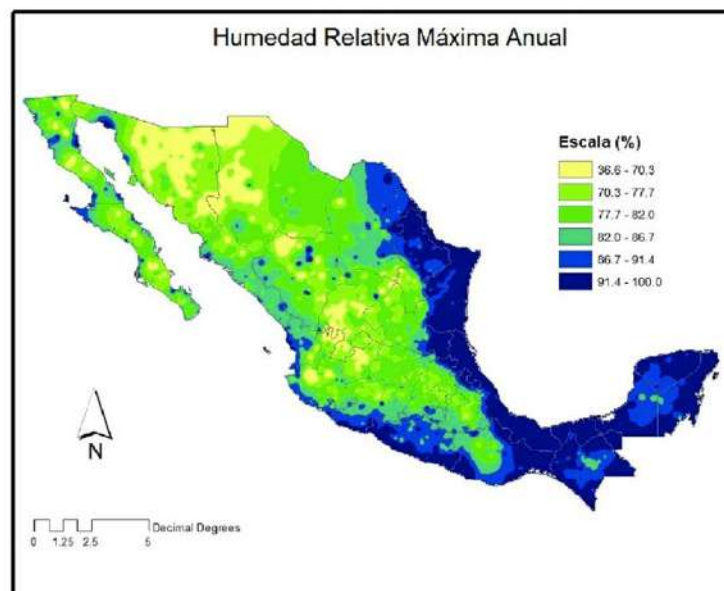 Humedad Relativa Máxima Anual
Escala (%)
36.6 - 70.3
70.3 - 77.7
77.7 - 82.0
82.0 - 86.7
86.7 - 91.4
91.4 - 100.0
N
Decimal Degrees
0 1.25 2.5 5